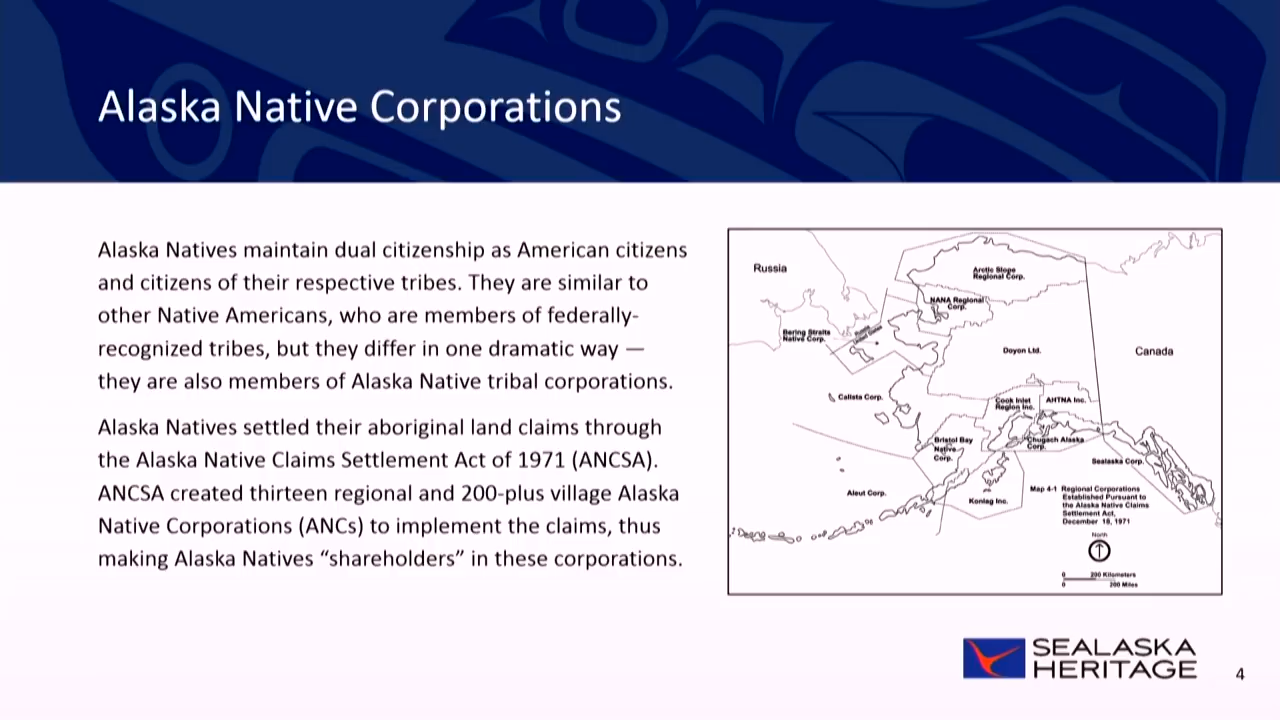 Alaska Native Corporations
Alaska Natives maintain dual citizenship as American citizens
and citizens of their respective tribes. They are similar to
other Native Americans, who are members of federally-
recognized tribes, but they differ in one dramatic way —
they are also members of Alaska Native tribal corporations.
Alaska Natives settled their aboriginal land claims through
the Alaska Native Claims Settlement Act of 1971 (ANCSA).
ANCSA created thirteen regional and 200-plus village Alaska
Native Corporations (ANCs) to implement the claims, thus
making Alaska Natives “shareholders” in these corporations.
Russia
Arctic Slope
Regional Corp.
NANA Regional
Corp.
Bering Straits
Native Corp.
Doyon Ltd.
Canada
Calista Corp.
Cook Inlet
Region Inc.
AHTNA Inc.
Bristol Bay
Native
Corp.
Chugach Alaska
Corp.
Sealaska Corp.
Aleut Corp.
Koniag Inc.
Map 4-1 Regional Corporations
Established Pursuant to
the Alaska Native Claims
Settlement Act,
December 18, 1971
North
0 200 Kilometers
0 200 Miles
SEALASKA
HERITAGE
4